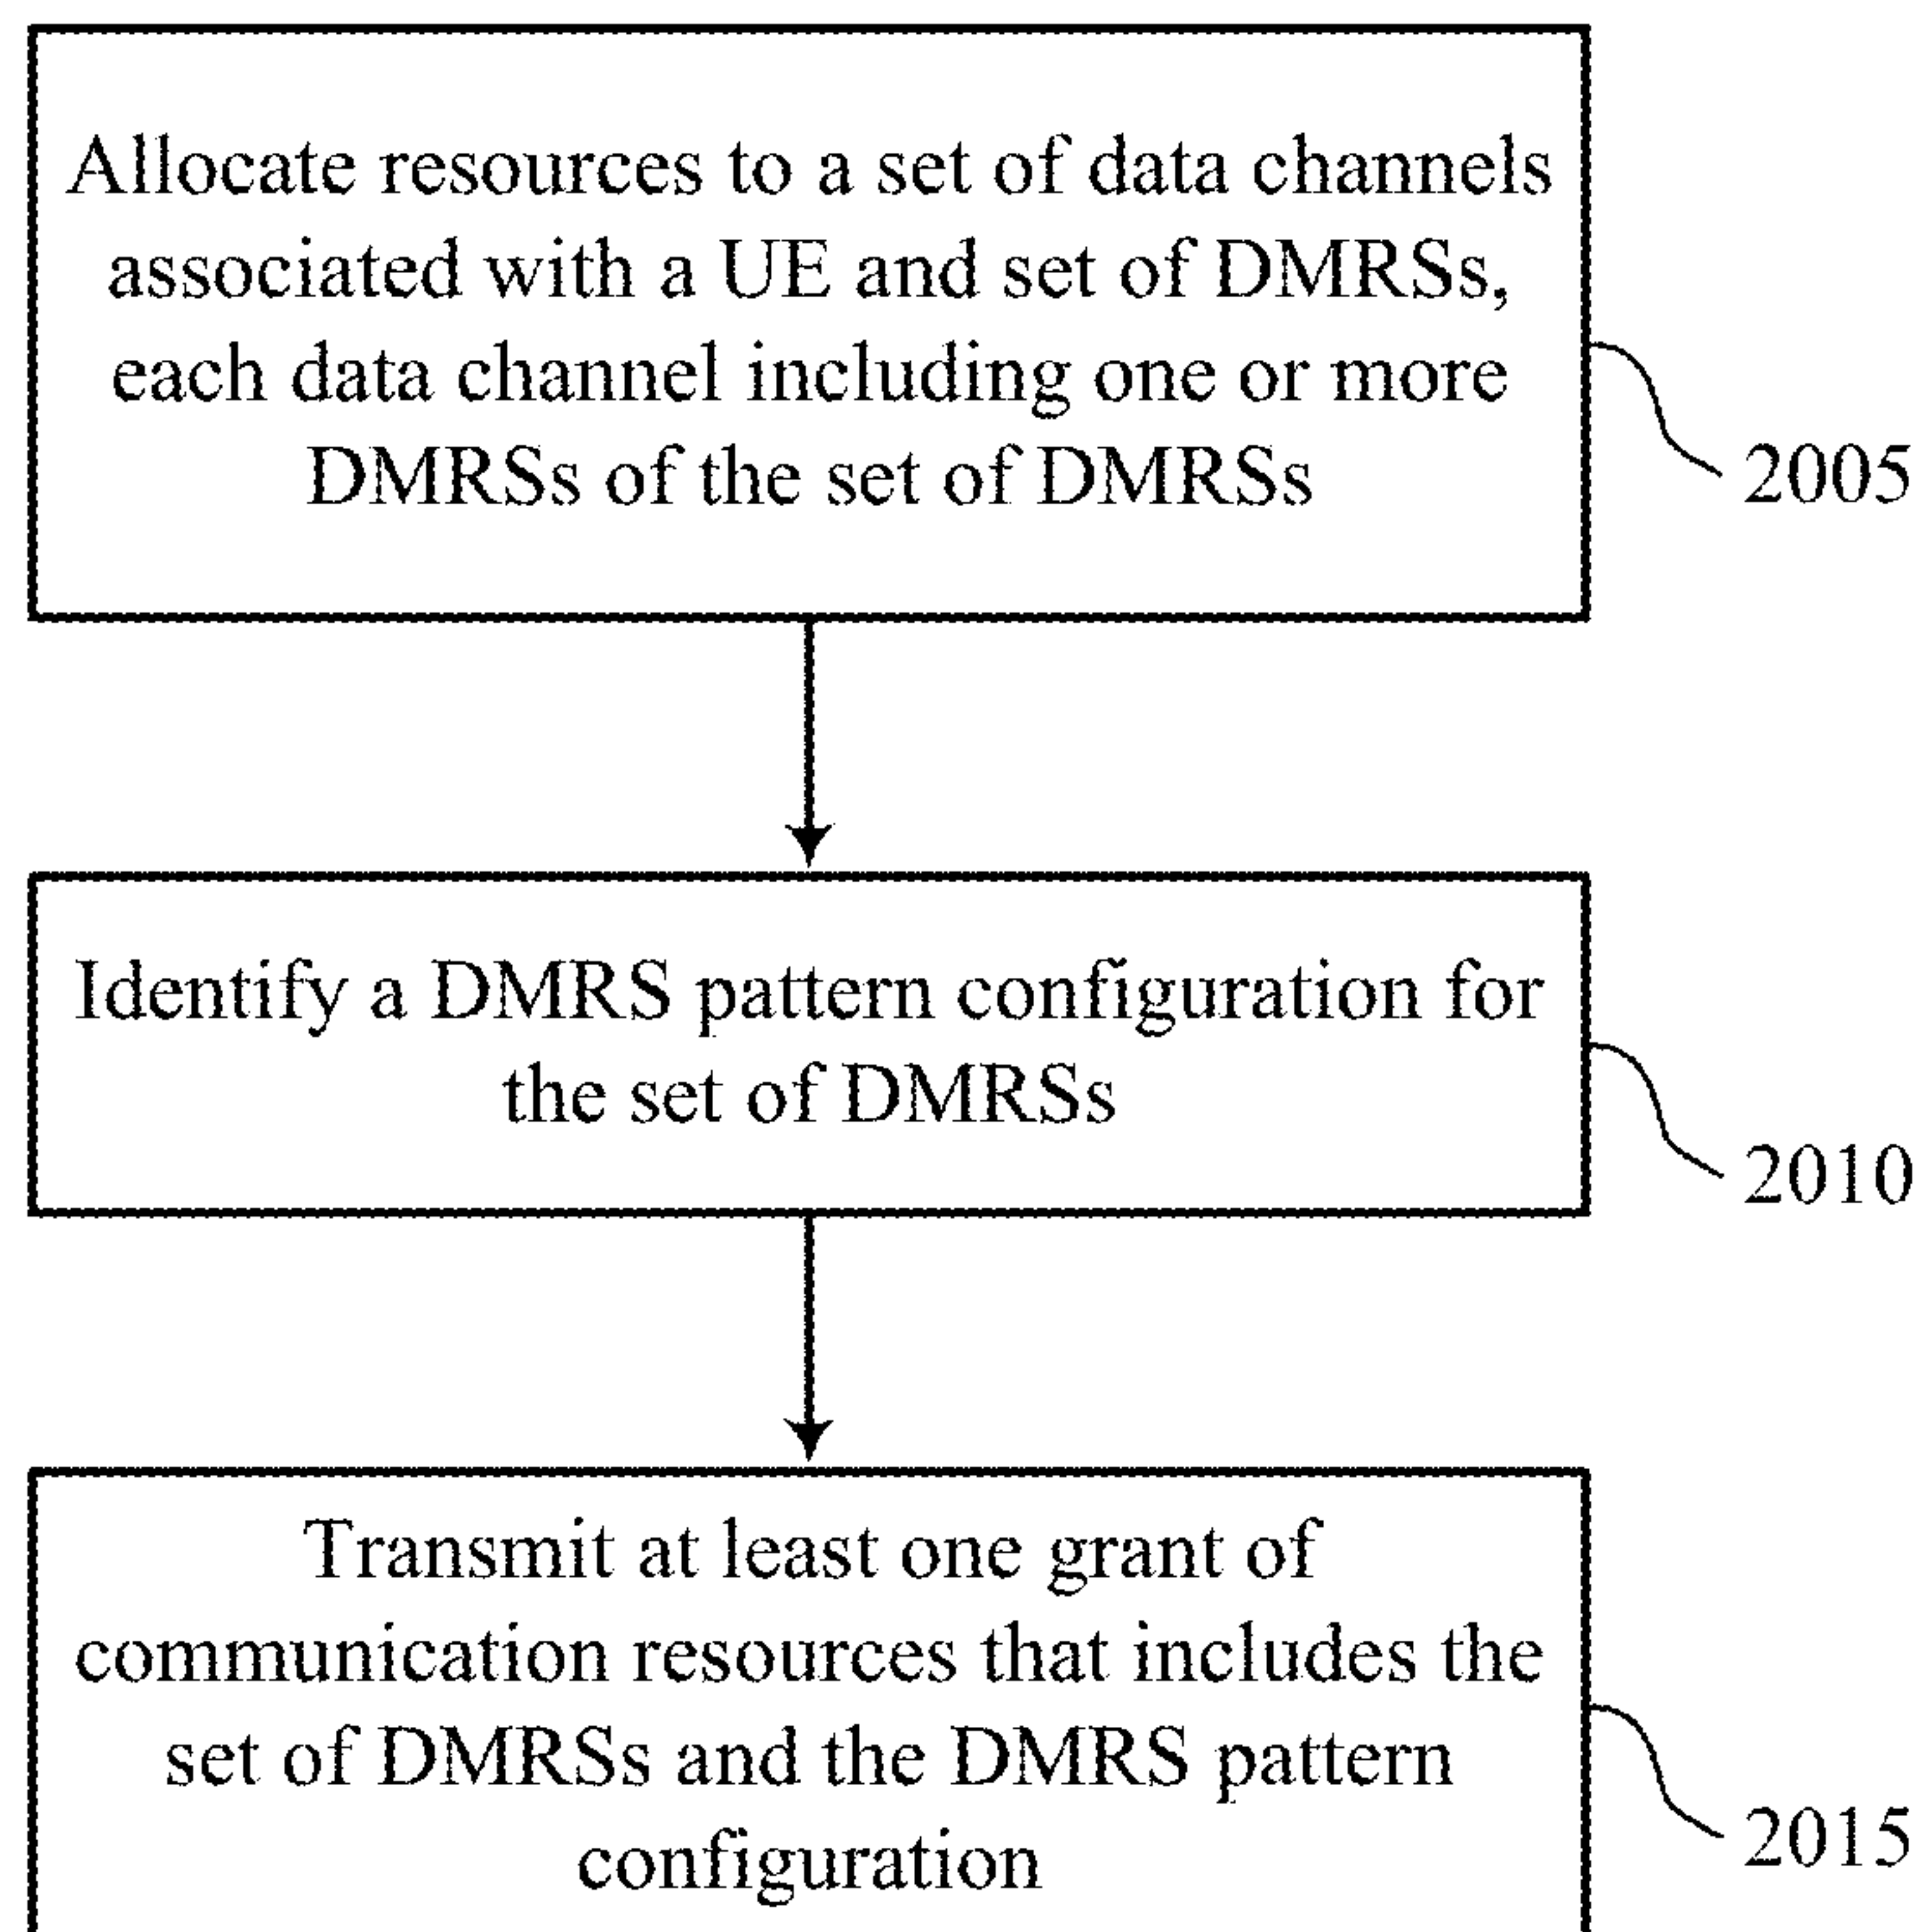 Allocate resources to a set of data channels
associated with a UE and set of DMRSs,
each data channel including one or more
DMRSs of the set of DMRSs
2005
Identify a DMRS pattern configuration for
the set of DMRSs
2010
Transmit at least one grant of
communication resources that includes the
set of DMRSs and the DMRS pattern
configuration
2015